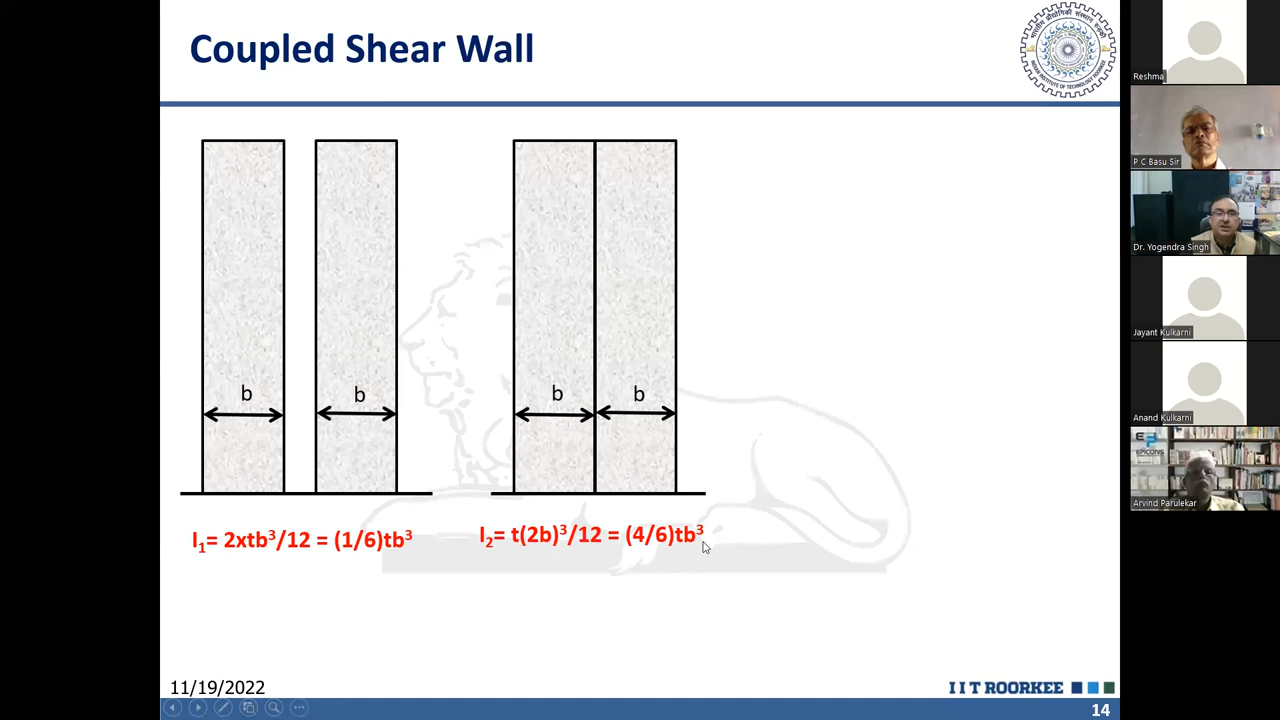 Coupled Shear Wall
b
b
b
b
I₁= 2xtb³/12 = (1/6)tb³
I₂= t(2b)³/12 = (4/6)tb³
11/19/2022
I I T ROORKEE
14
Reshma
P C Basu Sir
Dr. Yogendra Singh
Jayant Kulkarni
Anand Kulkarni
Arvind Parulekar